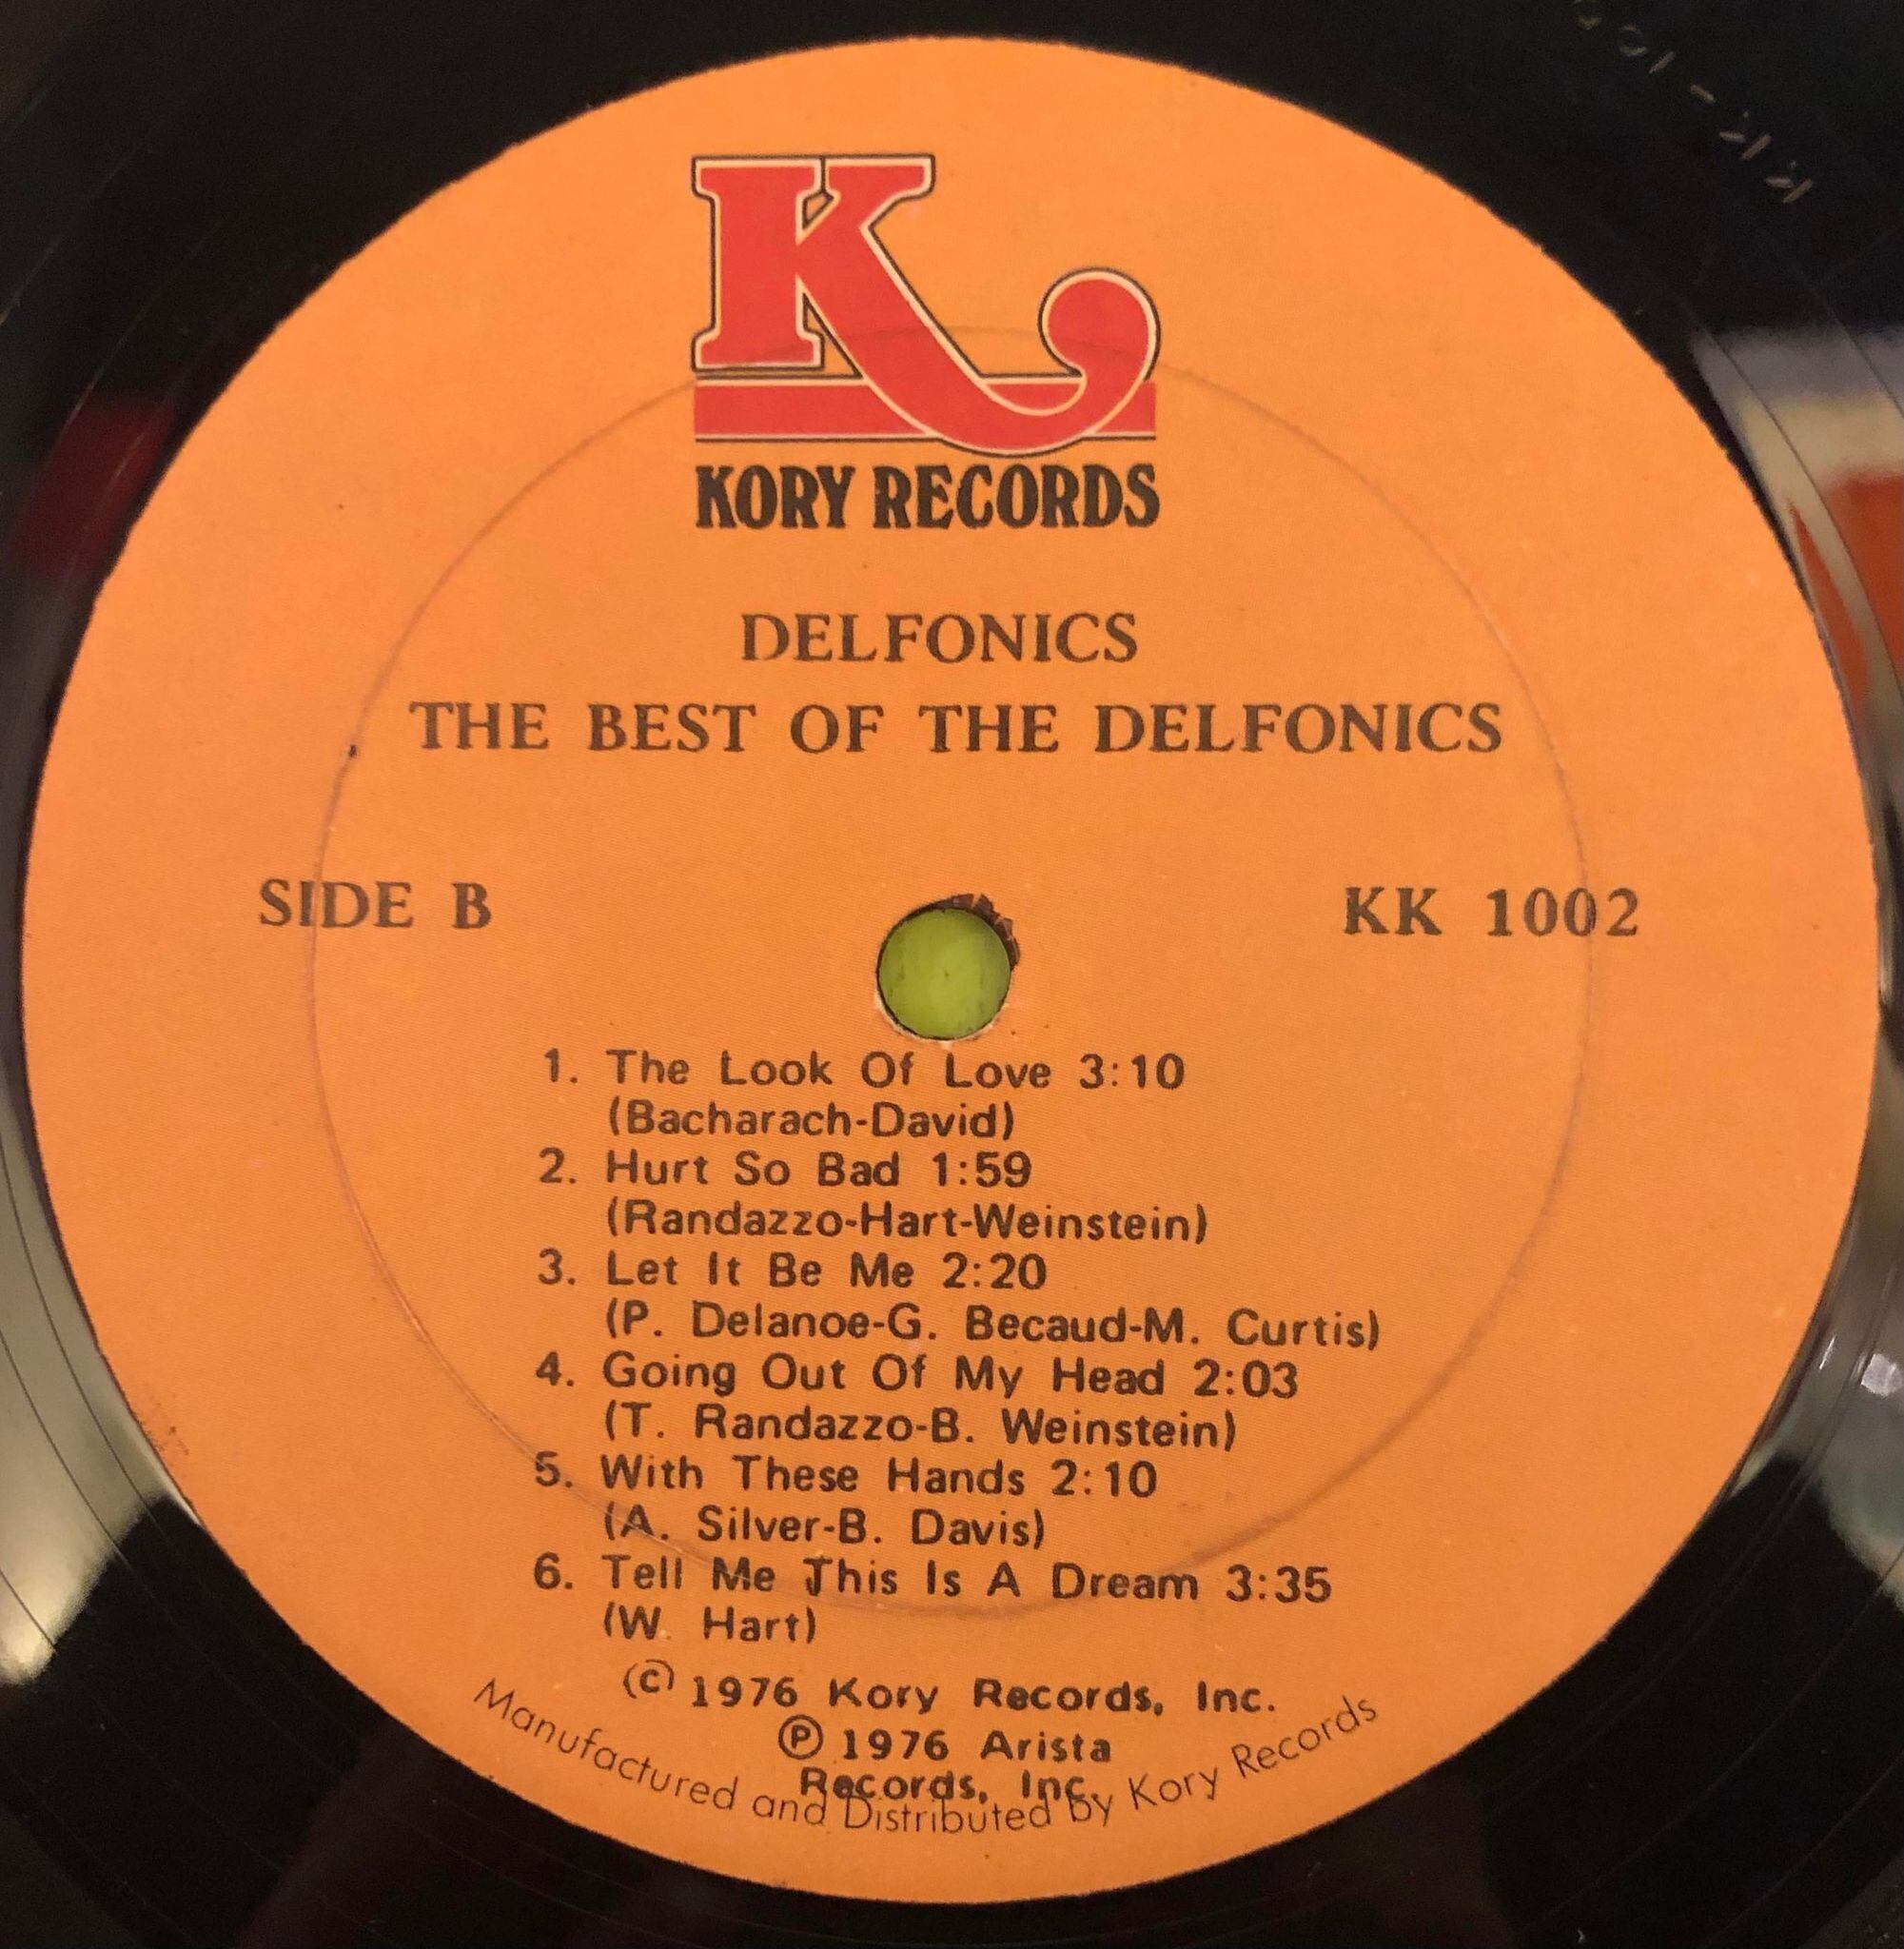 K
KORY RECORDS
DELFONICS
THE BEST OF THE DELFONICS
SIDE B
KK 1002
1. The Look Of Love 3:10
(Bacharach-David)
2. Hurt So Bad 1:59
(Randazzo-Hart-Weinstein)
3. Let It Be Me 2:20
(P. Delanoe-G. Becaud-M. Curtis)
4. Going Out Of My Head 2:03
(T. Randazzo-B. Weinstein)
5. With These Hands 2:10
(A. Silver-B. Davis)
6. Tell Me This Is A Dream 3:35
(W. Hart)
(c) 1976 Kory Records, Inc.
℗ 1976 Arista
Records, Inc.
Manufactured and Distributed by Kory Records